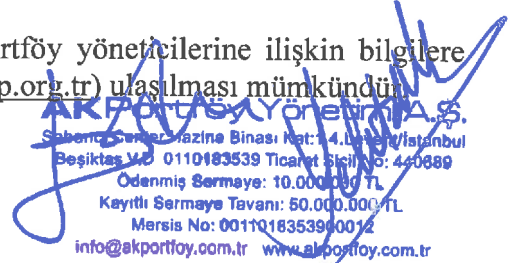 rtföy yöneticilerine ilişkin bilgilere
p.org.tr) ulaşılması mümkündür.
AK Portföy Yönetimi A.Ş.
Sabancı Center Hazine Binası Kat:1 4.Levent/İstanbul
Beşiktaş V.D 0110183539 Ticaret Sicil No: 440689
Ödenmiş Sermaye: 10.000.000 TL
Kayıtlı Sermaye Tavanı: 50.000.000 TL
Mersis No: 0011018353900012
info@akportfoy.com.tr www.akportfoy.com.tr